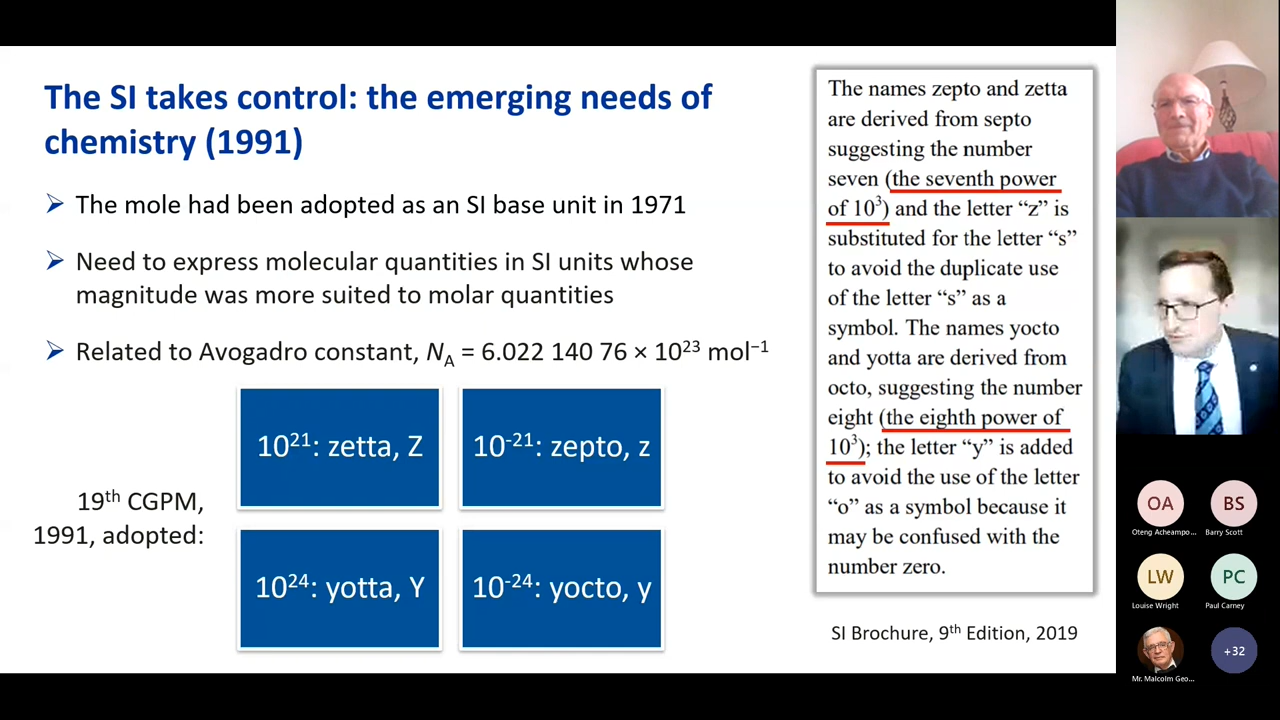 The SI takes control: the emerging needs of
chemistry (1991)
➢ The mole had been adopted as an SI base unit in 1971
➢ Need to express molecular quantities in SI units whose
magnitude was more suited to molar quantities
➢ Related to Avogadro constant, N_A = 6.022 140 76 × 10²³ mol⁻¹
19th CGPM,
1991, adopted:
10²¹: zetta, Z
10⁻²¹: zepto, z
10²⁴: yotta, Y
10⁻²⁴: yocto, y
The names zepto and zetta
are derived from septo
suggesting the number
seven (the seventh power
of 10³) and the letter “z” is
substituted for the letter “s”
to avoid the duplicate use
of the letter “s” as a
symbol. The names yocto
and yotta are derived from
octo, suggesting the number
eight (the eighth power of
10³); the letter “y” is added
to avoid the use of the letter
“o” as a symbol because it
may be confused with the
number zero.
SI Brochure, 9th Edition, 2019
OA
Oteng Acheampo...
BS
Barry Scott
LW
Louise Wright
PC
Paul Carney
Mr. Malcolm Geo...
+32